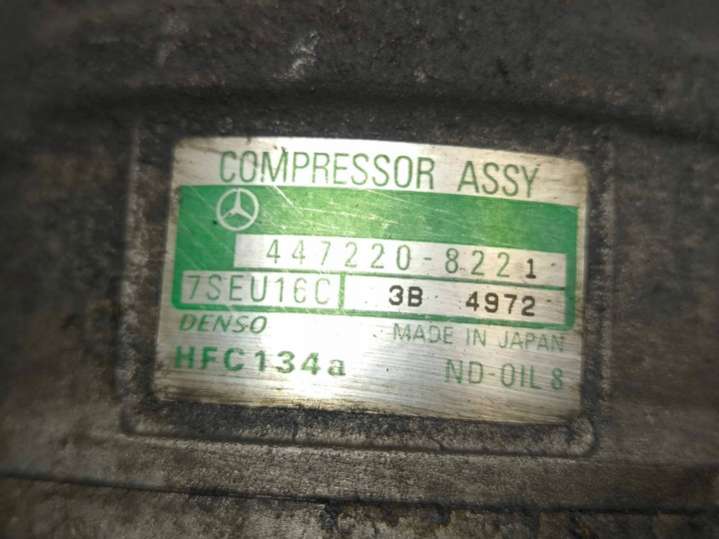 COMPRESSOR ASSY
447220-8221
7SEU16C 3B 4972
DENSO MADE IN JAPAN
HFC134a ND-OIL 8